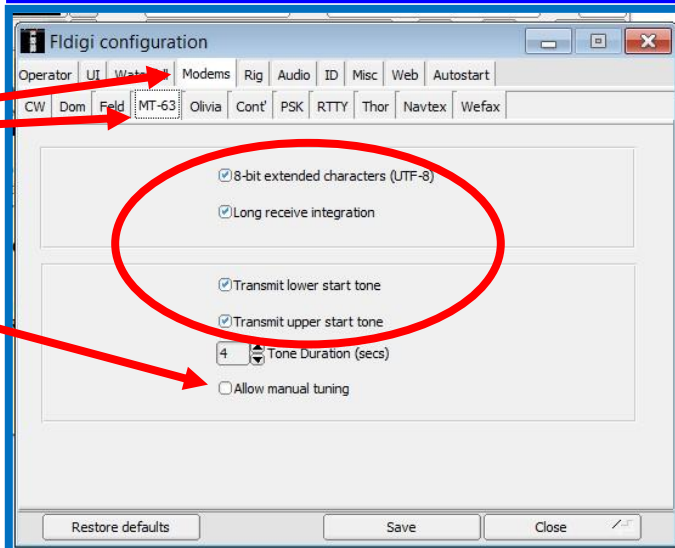 Fldigi configuration
Operator UI Waterfall Modems Rig Audio ID Misc Web Autostart
CW Dom Feld MT-63 Olivia Cont' PSK RTTY Thor Navtex Wefax
8-bit extended characters (UTF-8)
Long receive integration
Transmit lower start tone
Transmit upper start tone
4 Tone Duration (secs)
Allow manual tuning
Restore defaults Save Close